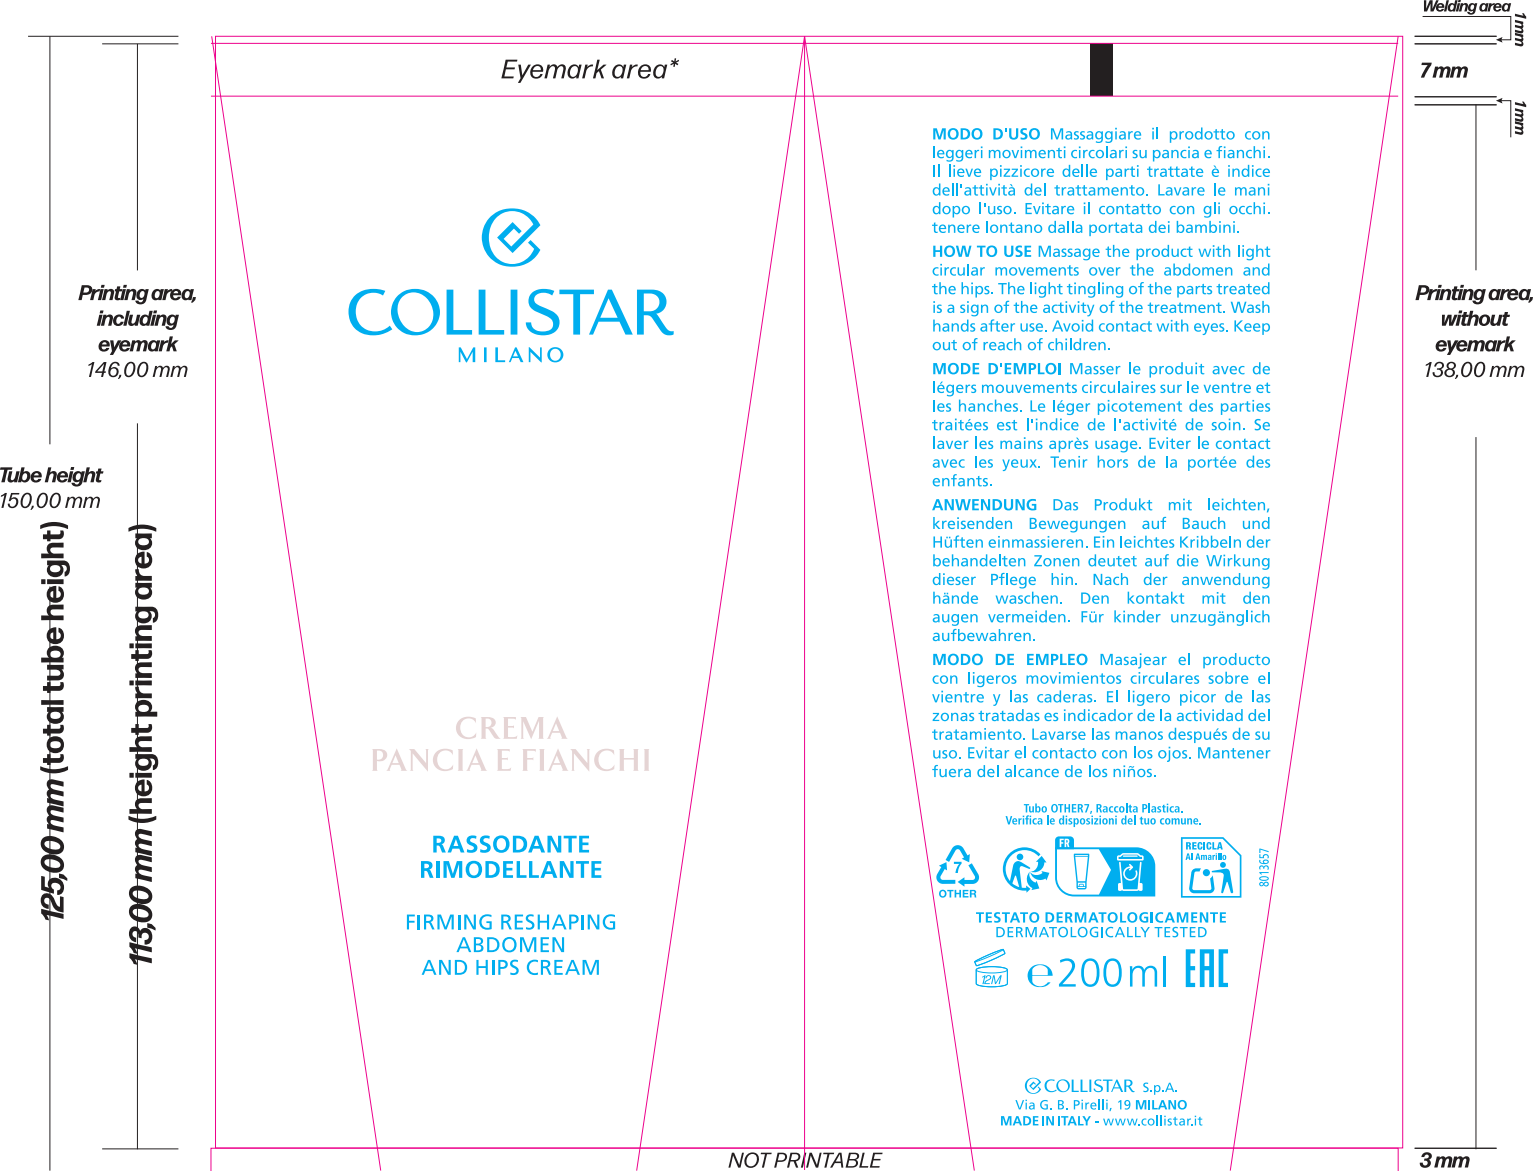 Welding area
1 mm
Eyemark area*
7 mm
1 mm
Printing area,
including
eyemark
146,00 mm
Tube height
150,00 mm
125,00 mm (total tube height)
113,00 mm (height printing area)
Printing area,
without
eyemark
138,00 mm
COLLISTAR
MILANO
CREMA
PANCIA E FIANCHI
RASSODANTE
RIMODELLANTE
FIRMING RESHAPING
ABDOMEN
AND HIPS CREAM
MODO D'USO Massaggiare il prodotto con
leggeri movimenti circolari su pancia e fianchi.
Il lieve pizzicore delle parti trattate è indice
dell'attività del trattamento. Lavare le mani
dopo l'uso. Evitare il contatto con gli occhi.
tenere lontano dalla portata dei bambini.
HOW TO USE Massage the product with light
circular movements over the abdomen and
the hips. The light tingling of the parts treated
is a sign of the activity of the treatment. Wash
hands after use. Avoid contact with eyes. Keep
out of reach of children.
MODE D'EMPLOI Masser le produit avec de
légers mouvements circulaires sur le ventre et
les hanches. Le léger picotement des parties
traitées est l'indice de l'activité de soin. Se
laver les mains après usage. Eviter le contact
avec les yeux. Tenir hors de la portée des
enfants.
ANWENDUNG Das Produkt mit leichten,
kreisenden Bewegungen auf Bauch und
Hüften einmassieren. Ein leichtes Kribbeln der
behandelten Zonen deutet auf die Wirkung
dieser Pflege hin. Nach der anwendung
hände waschen. Den kontakt mit den
augen vermeiden. Für kinder unzugänglich
aufbewahren.
MODO DE EMPLEO Masajear el producto
con ligeros movimientos circulares sobre el
vientre y las caderas. El ligero picor de las
zonas tratadas es indicador de la actividad del
tratamiento. Lavarse las manos después de su
uso. Evitar el contacto con los ojos. Mantener
fuera del alcance de los niños.
Tubo OTHER7, Raccolta Plastica.
Verifica le disposizioni del tuo comune.
7
OTHER
FR
RECICLA
Al Amarillo
8013657
TESTATO DERMATOLOGICAMENTE
DERMATOLOGICALLY TESTED
12M
e 200 ml EAC
COLLISTAR S.p.A.
Via G. B. Pirelli, 19 MILANO
MADE IN ITALY - www.collistar.it
NOT PRINTABLE
3 mm